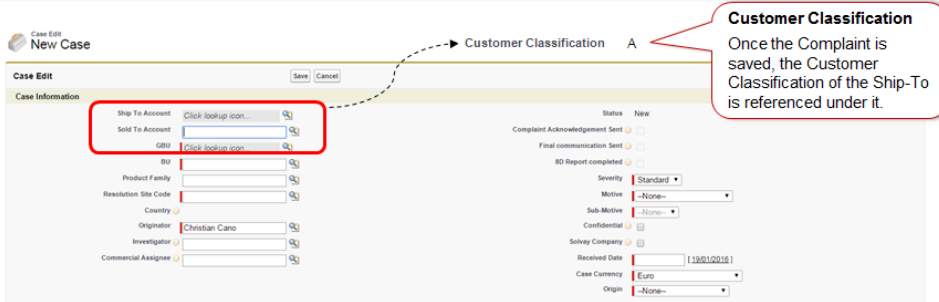 Case Edit
New Case
Customer Classification A
Customer Classification
Once the Complaint is
saved, the Customer
Classification of the Ship-To
is referenced under it.
Case Edit
Save Cancel
Case Information
Ship To Account Click lookup icon...
Sold To Account
GBU Click lookup icon...
BU
Product Family
Resolution Site Code
Country
Originator Christian Cano
Investigator
Commercial Assignee
Status New
Complaint Acknowledgement Sent
Final communication Sent
8D Report completed
Severity Standard
Motive --None--
Sub-Motive --None--
Confidential
Solvay Company
Received Date [ 19/01/2016 ]
Case Currency Euro
Origin --None--